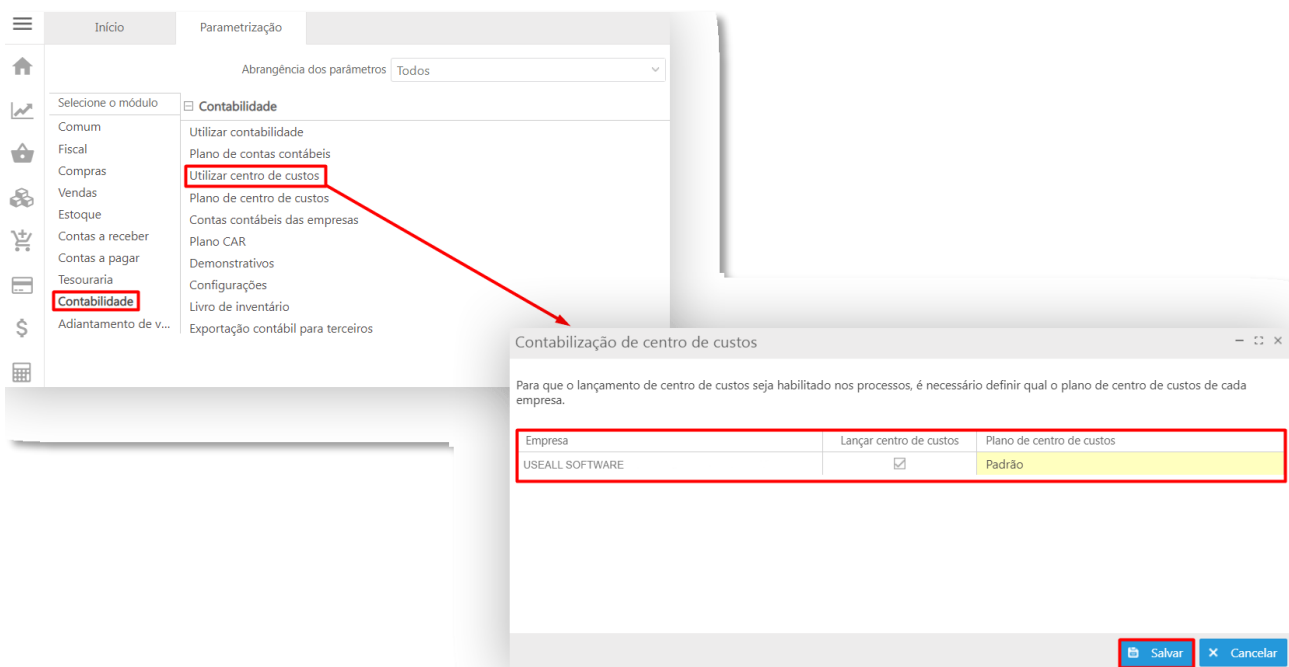 Início
Parametrização
Abrangência dos parâmetros Todos
Selecione o módulo
Comum
Fiscal
Compras
Vendas
Estoque
Contas a receber
Contas a pagar
Tesouraria
Contabilidade
Adiantamento de v...
Contabilidade
Utilizar contabilidade
Plano de contas contábeis
Utilizar centro de custos
Plano de centro de custos
Contas contábeis das empresas
Plano CAR
Demonstrativos
Configurações
Livro de inventário
Exportação contábil para terceiros
Contabilização de centro de custos
Para que o lançamento de centro de custos seja habilitado nos processos, é necessário definir qual o plano de centro de custos de cada
empresa.
Empresa Lançar centro de custos Plano de centro de custos
USEALL SOFTWARE Padrão
Salvar Cancelar